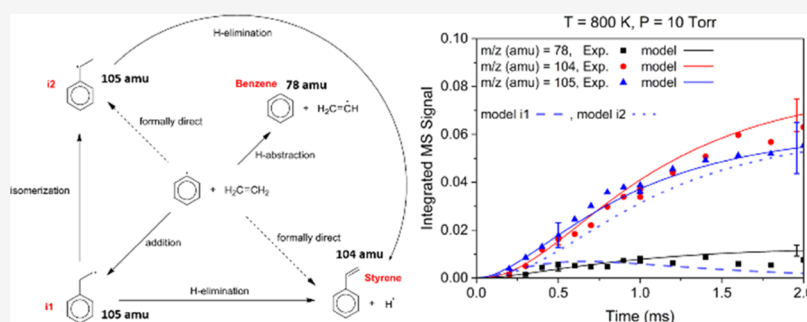 H-elimination
i2
105 amu
Benzene 78 amu
+ H₂C=ĊH
formally direct
H-abstraction
isomerization
+ H₂C=CH₂
addition
formally direct
104 amu
Styrene
i1
105 amu
H-elimination
+ H˙
T = 800 K, P = 10 Torr
m/z (amu) = 78, Exp. model
m/z (amu) = 104, Exp. model
m/z (amu) = 105, Exp. model
model i1 , model i2
Integrated MS Signal
0.10
0.08
0.06
0.04
0.02
0.00
0.0 0.5 1.0 1.5 2.0
Time (ms)